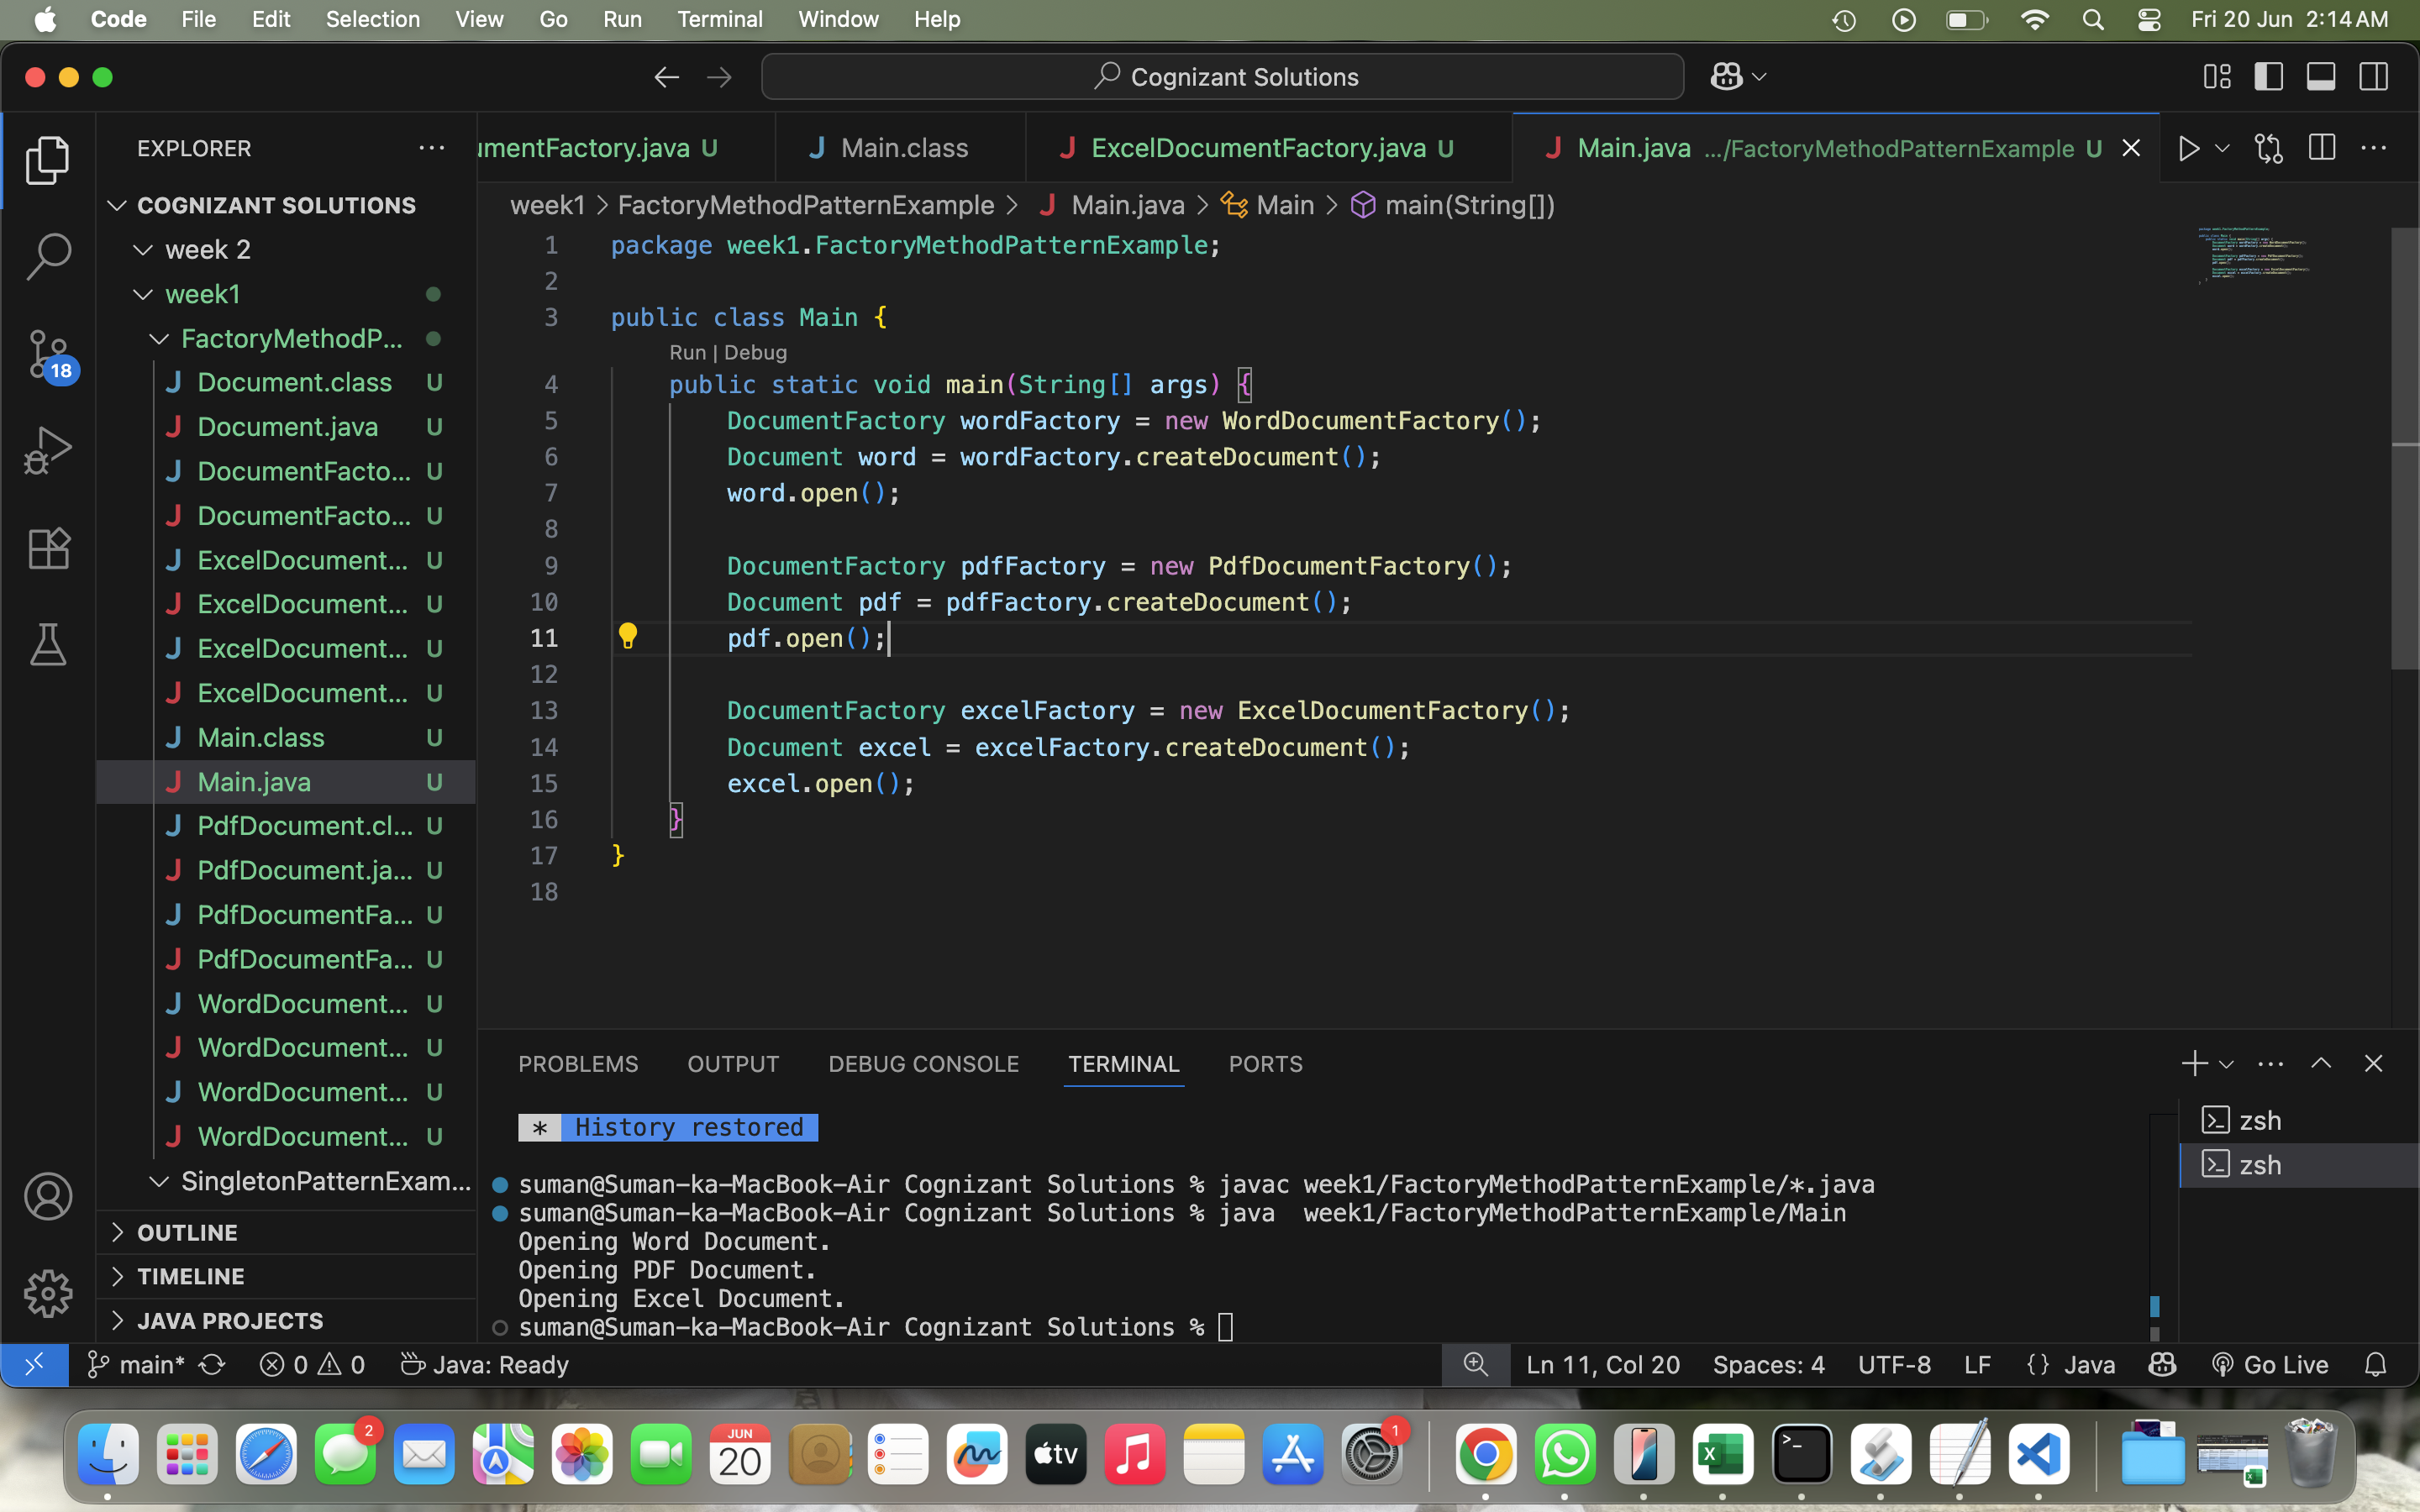 Code File Edit Selection View Go Run Terminal Window Help Fri 20 Jun 2:14 AM
Cognizant Solutions
EXPLORER
COGNIZANT SOLUTIONS
week 2
week1
FactoryMethodP...
Document.class U
Document.java U
DocumentFacto... U
DocumentFacto... U
ExcelDocument... U
ExcelDocument... U
ExcelDocument... U
ExcelDocument... U
Main.class U
Main.java U
PdfDocument.cl... U
PdfDocument.ja... U
PdfDocumentFa... U
PdfDocumentFa... U
WordDocument... U
WordDocument... U
WordDocument... U
WordDocument... U
SingletonPatternExam...
OUTLINE
TIMELINE
JAVA PROJECTS
18
umentFactory.java U Main.class ExcelDocumentFactory.java U Main.java .../FactoryMethodPatternExample U
week1 > FactoryMethodPatternExample > Main.java > Main > main(String[])
1 package week1.FactoryMethodPatternExample;
2
3 public class Main {
Run | Debug
4 public static void main(String[] args) {
5 DocumentFactory wordFactory = new WordDocumentFactory();
6 Document word = wordFactory.createDocument();
7 word.open();
8
9 DocumentFactory pdfFactory = new PdfDocumentFactory();
10 Document pdf = pdfFactory.createDocument();
11 pdf.open();
12
13 DocumentFactory excelFactory = new ExcelDocumentFactory();
14 Document excel = excelFactory.createDocument();
15 excel.open();
16 }
17 }
18
PROBLEMS OUTPUT DEBUG CONSOLE TERMINAL PORTS
* History restored
suman@Suman-ka-MacBook-Air Cognizant Solutions % javac week1/FactoryMethodPatternExample/*.java
suman@Suman-ka-MacBook-Air Cognizant Solutions % java  week1/FactoryMethodPatternExample/Main
Opening Word Document.
Opening PDF Document.
Opening Excel Document.
suman@Suman-ka-MacBook-Air Cognizant Solutions %
zsh
zsh
main* 0 0 Java: Ready Ln 11, Col 20 Spaces: 4 UTF-8 LF {} Java Go Live
2
JUN
20
tv
1